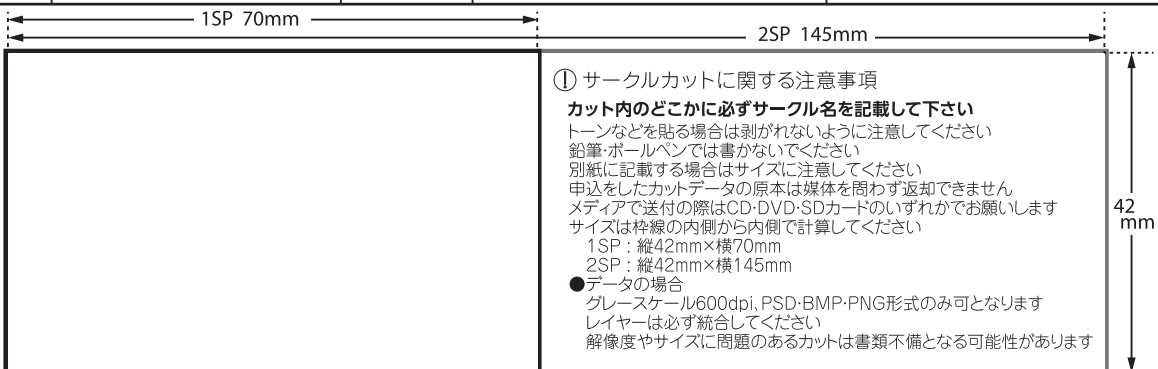 1SP 70mm
2SP 145mm
! サークルカットに関する注意事項
カット内のどこかに必ずサークル名を記載して下さい
トーンなどを貼る場合は剥がれないように注意してください
鉛筆・ボールペンでは書かないでください
別紙に記載する場合はサイズに注意してください
申込をしたカットデータの原本は媒体を問わず返却できません
メディアで送付の際はCD・DVD・SDカードのいずれかでお願いします
サイズは枠線の内側から内側で計算してください
1SP：縦42mm×横70mm
2SP：縦42mm×横145mm
●データの場合
グレースケール600dpi、PSD・BMP・PNG形式のみ可となります
レイヤーは必ず統合してください
解像度やサイズに問題のあるカットは書類不備となる可能性があります
42
mm